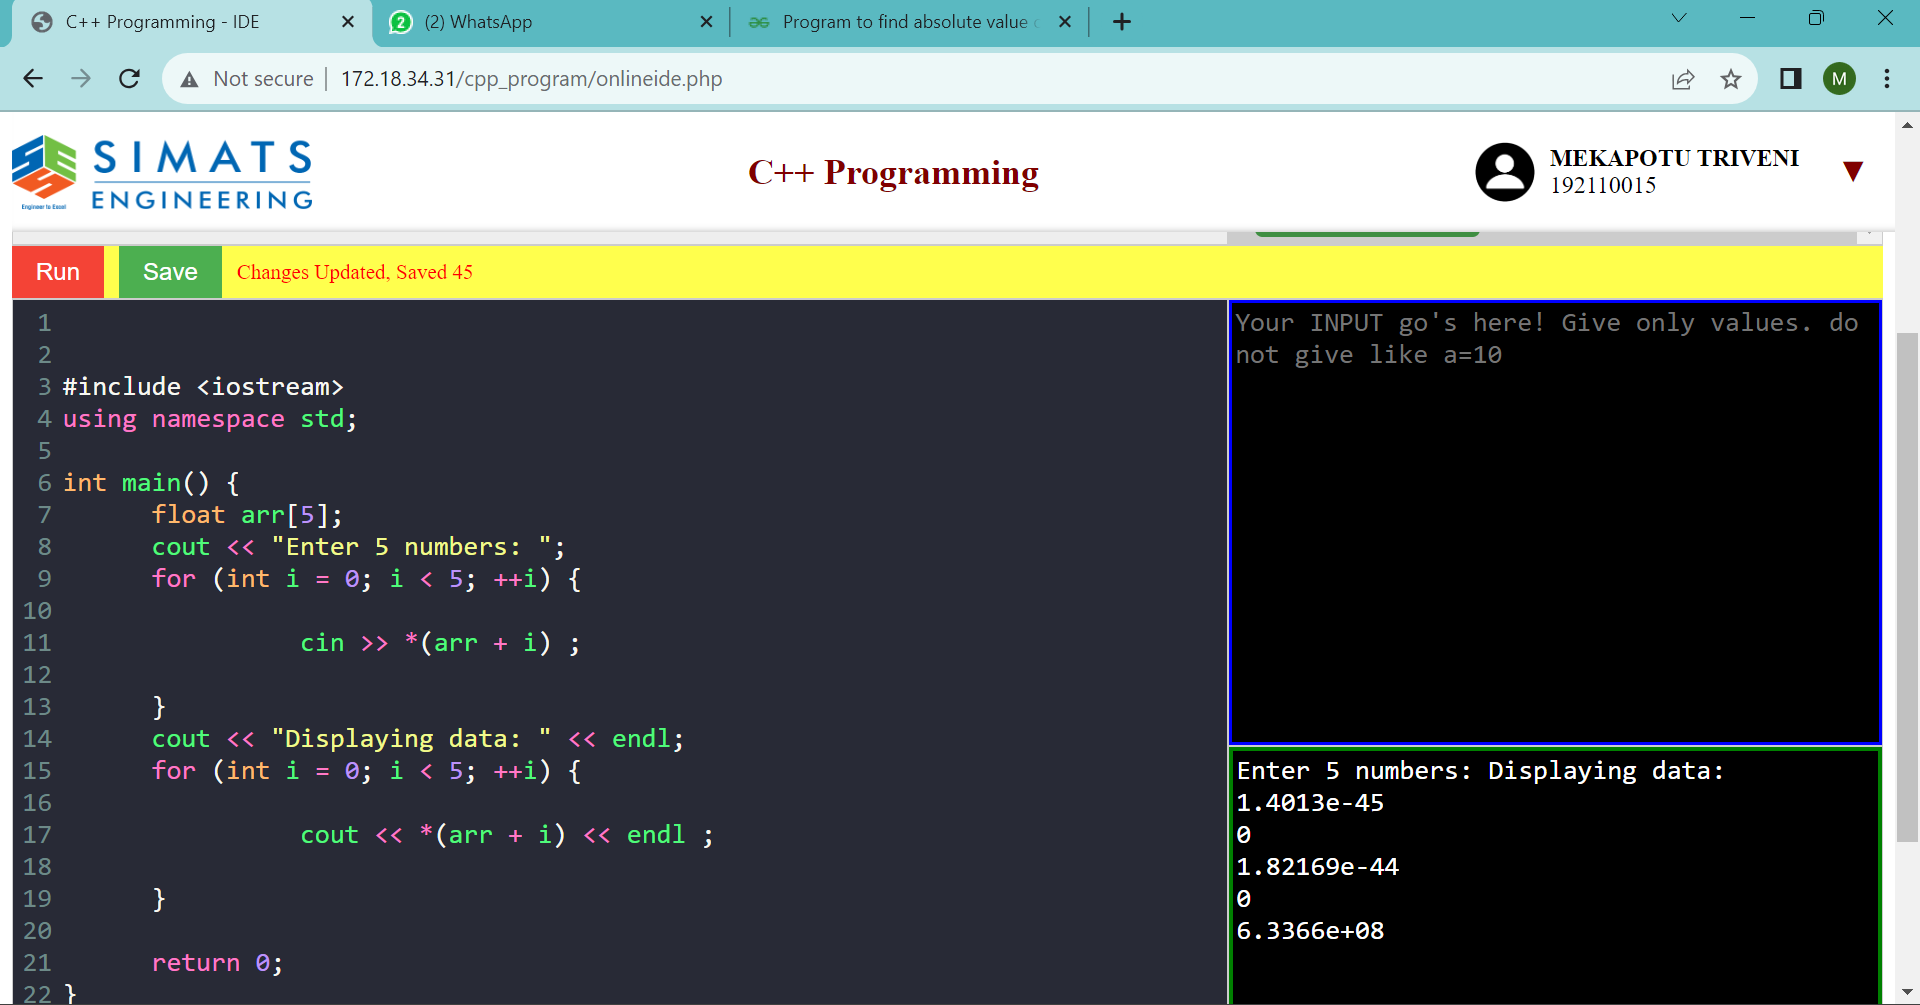 C++ Programming - IDE
2
(2) WhatsApp
Program to find absolute value
Not secure
172.18.34.31/cpp_program/onlineide.php
M
SIMATS
ENGINEERING
Engineer to Excel
C++ Programming
MEKAPOTU TRIVENI
192110015
Run
Save
Changes Updated, Saved 45
1
2
3 #include <iostream>
4 using namespace std;
5
6 int main() {
7 float arr[5];
8 cout << "Enter 5 numbers: ";
9 for (int i = 0; i < 5; ++i) {
10
11 cin >> *(arr + i) ;
12
13 }
14 cout << "Displaying data: " << endl;
15 for (int i = 0; i < 5; ++i) {
16
17 cout << *(arr + i) << endl ;
18
19 }
20
21 return 0;
22 }
Your INPUT go's here! Give only values. do
not give like a=10
Enter 5 numbers: Displaying data:
1.4013e-45
0
1.82169e-44
0
6.3366e+08